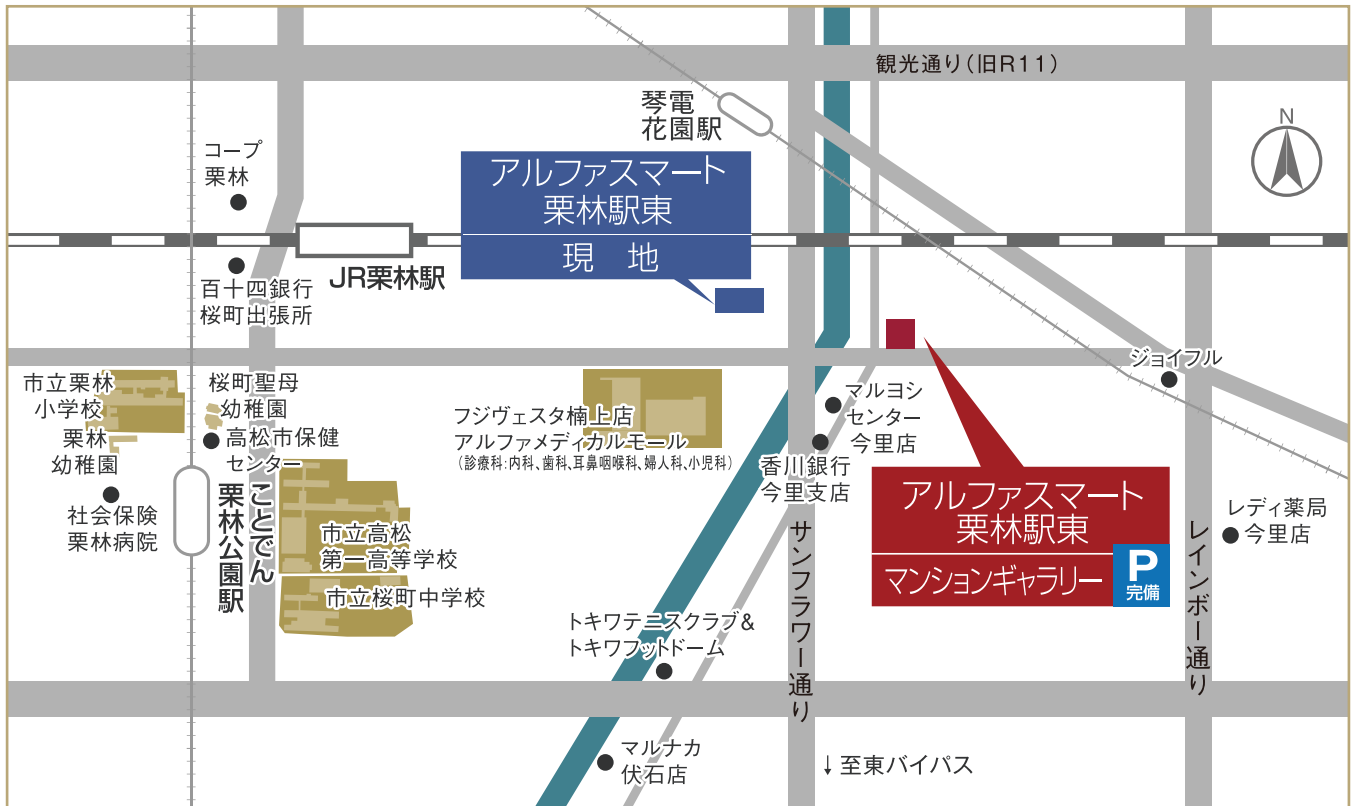 観光通り(旧R11)
琴電
花園駅
N
コープ
栗林
アルファスマート
栗林駅東
現 地
JR栗林駅
百十四銀行
桜町出張所
ジョイフル
市立栗林
小学校
桜町聖母
幼稚園
栗林
幼稚園
高松市保健
センター
フジヴェスタ楠上店
アルファメディカルモール
(診療科:内科、歯科、耳鼻咽喉科、婦人科、小児科)
マルヨシ
センター
今里店
香川銀行
今里支店
アルファスマート
栗林駅東
マンションギャラリー
P
完備
レディ薬局
今里店
社会保険
栗林病院
ことでん
栗林公園駅
市立高松
第一高等学校
市立桜町中学校
サンフラワー通り
レインボー通り
トキワテニスクラブ&
トキワフットドーム
マルナカ
伏石店
↓至東バイパス